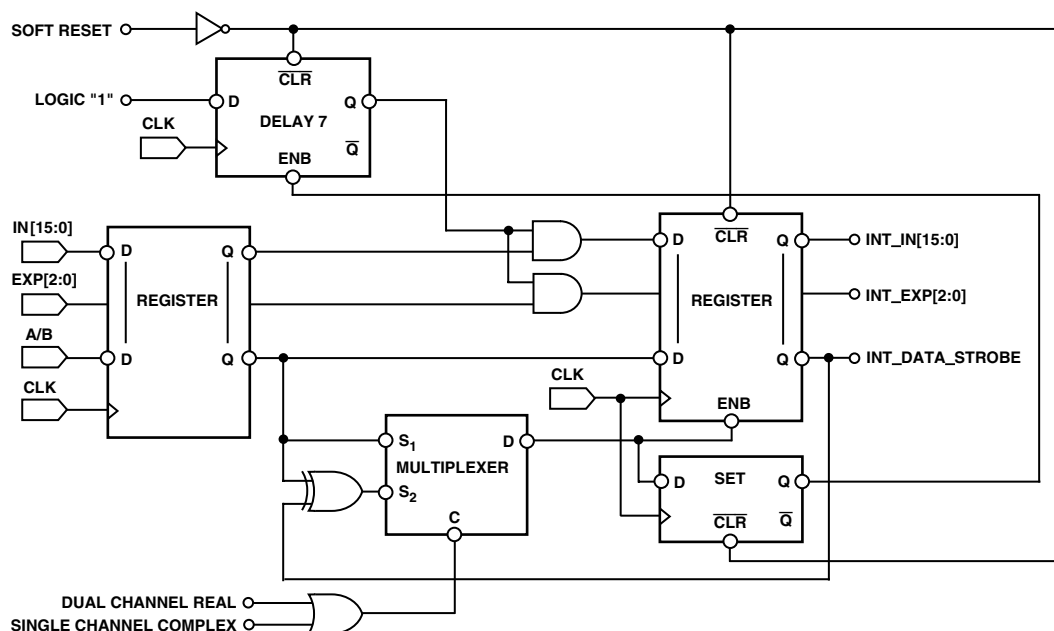 SOFT RESET
CLR
LOGIC "1"
D
Q
DELAY 7
CLK
Q
ENB
IN[15:0]
D
Q
EXP[2:0]
REGISTER
A/B
D
Q
CLK
D
CLR
Q
INT_IN[15:0]
REGISTER
INT_EXP[2:0]
D
Q
INT_DATA_STROBE
CLK
ENB
S1
D
MULTIPLEXER
S2
C
D
SET
Q
CLR
Q
DUAL CHANNEL REAL
SINGLE CHANNEL COMPLEX